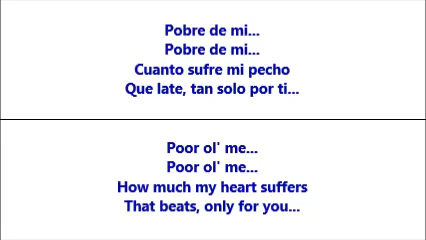 Pobre de mi...
Pobre de mi...
Cuanto sufre mi pecho
Que late, tan solo por ti...
Poor ol' me...
Poor ol' me...
How much my heart suffers
That beats, only for you...